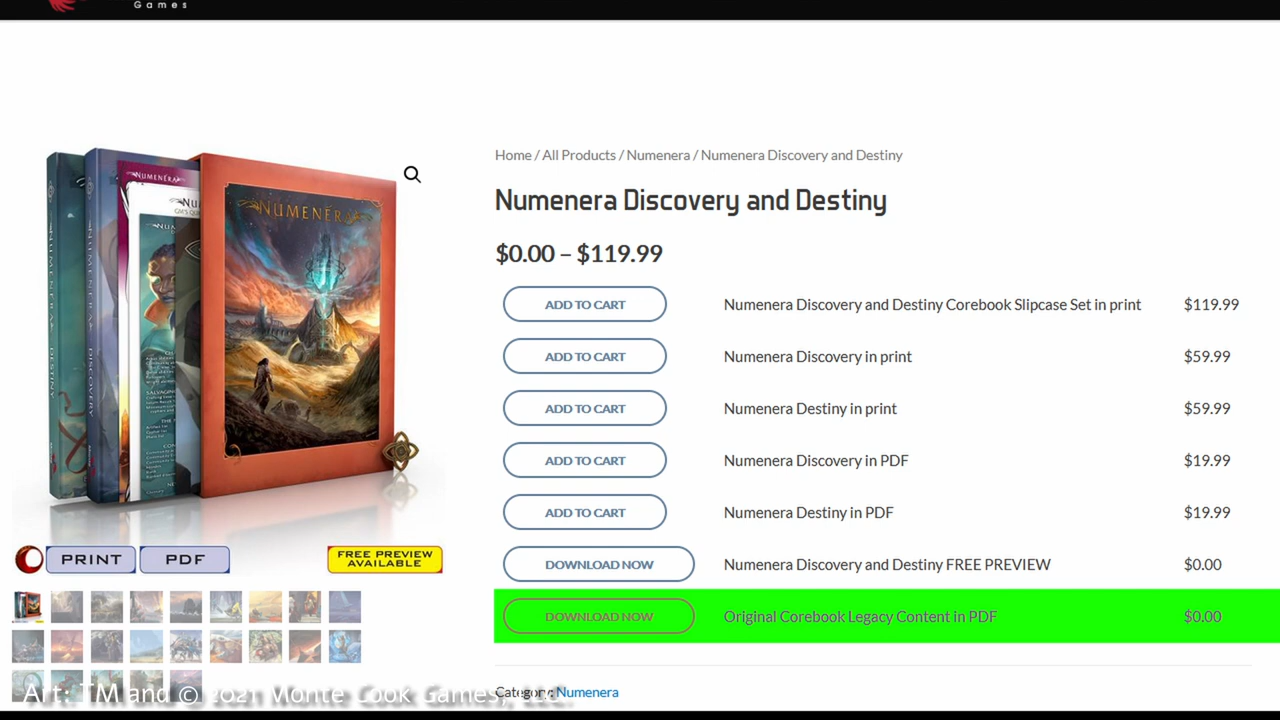 Games
Home / All Products / Numenera / Numenera Discovery and Destiny
Numenera Discovery and Destiny
$0.00 – $119.99
ADD TO CART Numenera Discovery and Destiny Corebook Slipcase Set in print $119.99
ADD TO CART Numenera Discovery in print $59.99
ADD TO CART Numenera Destiny in print $59.99
ADD TO CART Numenera Discovery in PDF $19.99
ADD TO CART Numenera Destiny in PDF $19.99
DOWNLOAD NOW Numenera Discovery and Destiny FREE PREVIEW $0.00
DOWNLOAD NOW Original Corebook Legacy Content in PDF $0.00
Category: Numenera
NUMENÉRA
NUMENERA
DISCOVERY
DESTINY
PRINT
PDF
FREE PREVIEW
AVAILABLE
Art: TM and © 2021 Monte Cook Games, LLC.